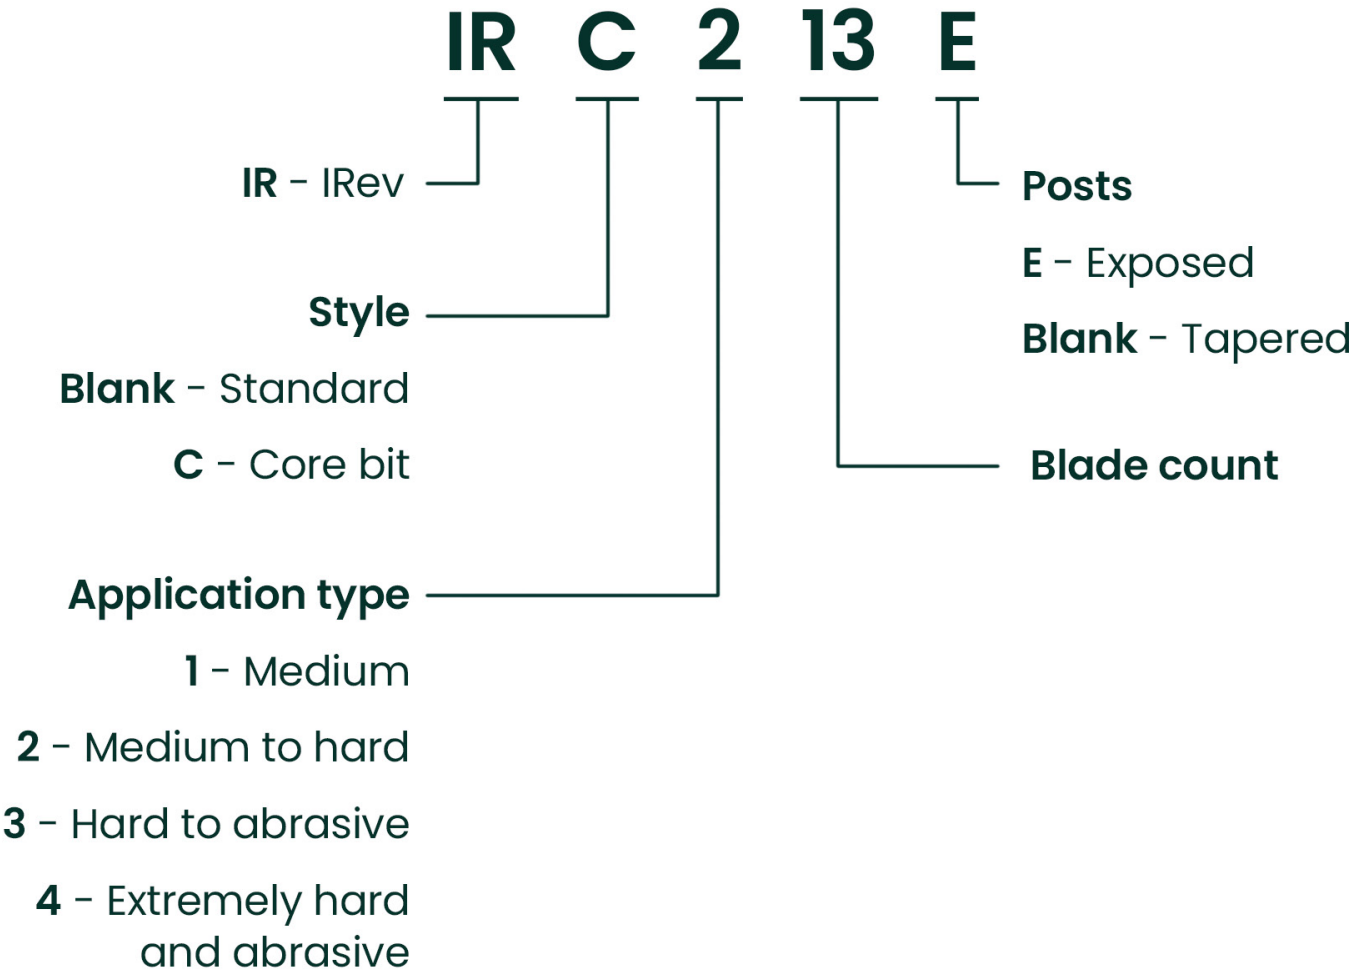 IR C 2 13 E
IR - IRev
Style
Blank - Standard
C - Core bit
Application type
1 - Medium
2 - Medium to hard
3 - Hard to abrasive
4 - Extremely hard
and abrasive
Posts
E - Exposed
Blank - Tapered
Blade count